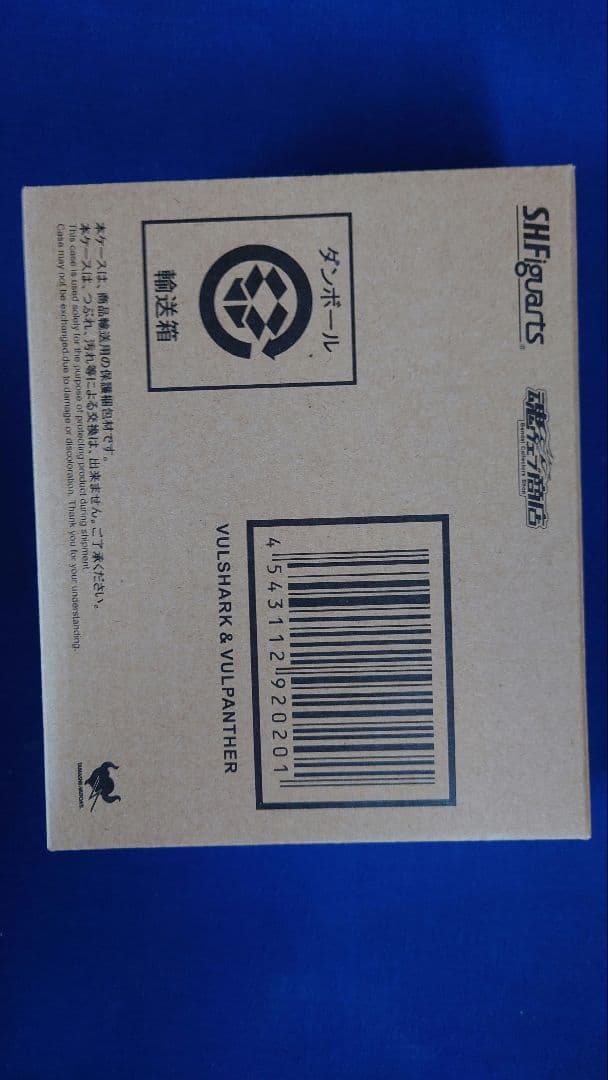 S.H.Figuarts
魂ウェブ商店
ダンボール
輸送箱
4 543112 920201
VULSHARK & VULPANTHER
本ケースは、商品輸送用の保護梱包材です。
本ケースは、つぶれ、汚れ等による交換は、出来ません。ご了承ください。
This case is used solely for the purpose of protecting product during shipment.
Case may not be exchanged due to damage or discoloration. Thank you for your understanding.
TAMASHII NATIONS